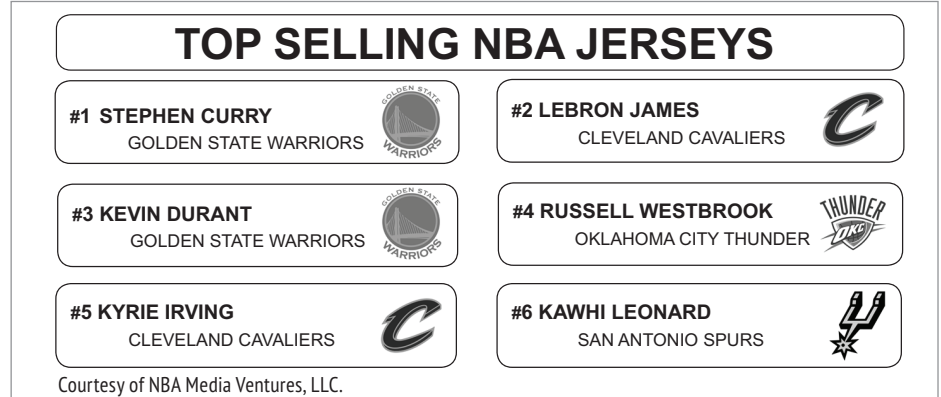 TOP SELLING NBA JERSEYS
#1 STEPHEN CURRY
GOLDEN STATE WARRIORS
GOLDEN STATE
WARRIORS
#2 LEBRON JAMES
CLEVELAND CAVALIERS
C
#3 KEVIN DURANT
GOLDEN STATE WARRIORS
GOLDEN STATE
WARRIORS
#4 RUSSELL WESTBROOK
OKLAHOMA CITY THUNDER
THUNDER
OKC
#5 KYRIE IRVING
CLEVELAND CAVALIERS
C
#6 KAWHI LEONARD
SAN ANTONIO SPURS
Courtesy of NBA Media Ventures, LLC.